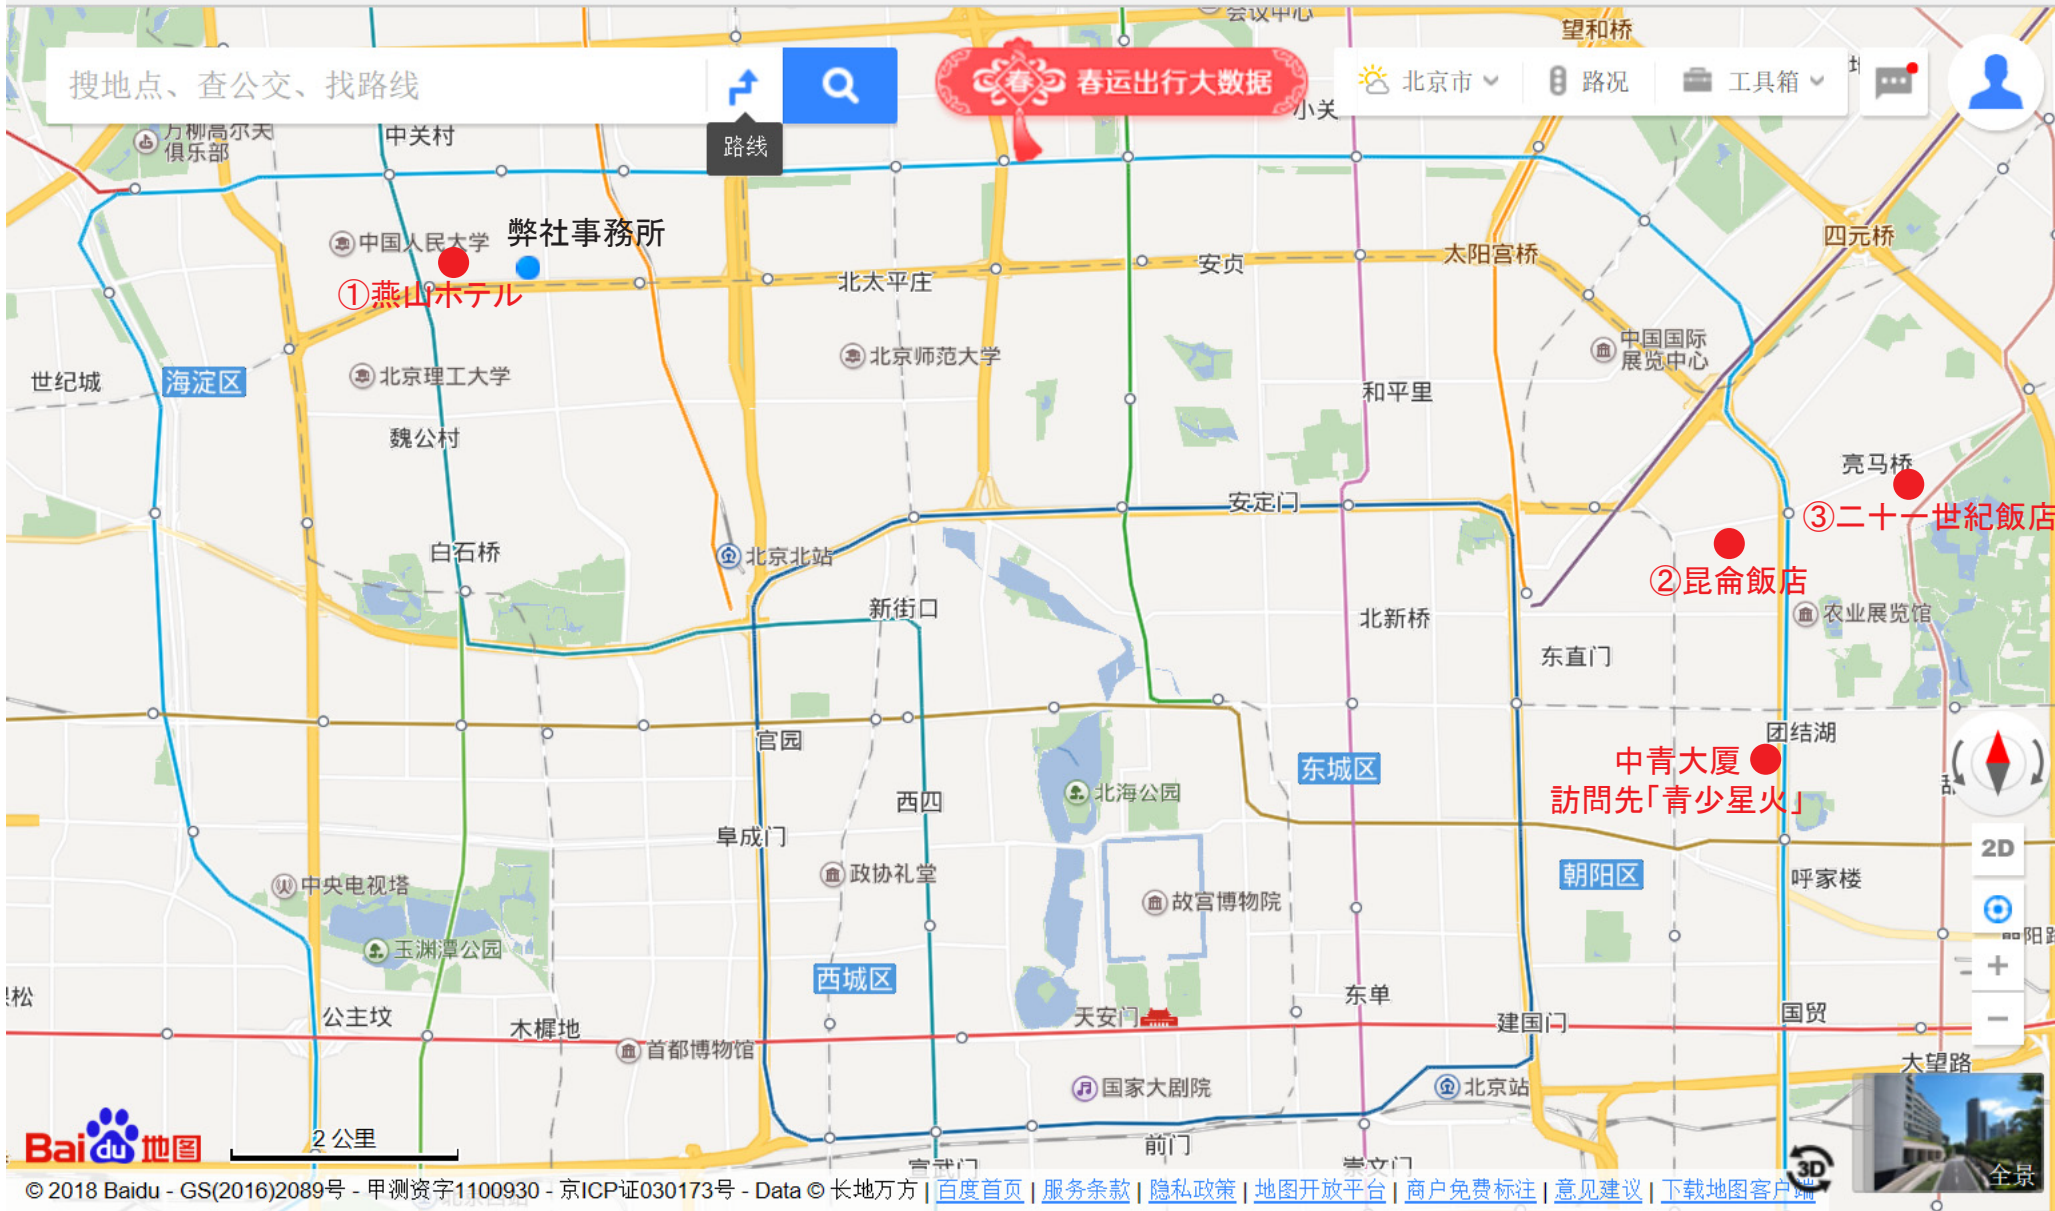 会议中心
望和桥
搜地点、查公交、找路线
春
春运出行大数据
北京市
路况
工具箱
小关
路线
万柳高尔夫
俱乐部
中关村
中国人民大学
弊社事務所
①燕山ホテル
北太平庄
安贞
太阳宫桥
四元桥
世纪城
海淀区
北京理工大学
北京师范大学
中国国际
展览中心
和平里
魏公村
亮马桥
③二十一世紀飯店
安定门
白石桥
北京北站
②昆侖飯店
新街口
北新桥
农业展览馆
东直门
官园
团结湖
中青大厦
訪問先「青少星火」
东城区
北海公园
西四
阜成门
2D
政协礼堂
朝阳区
呼家楼
中央电视塔
故宫博物院
玉渊潭公园
西城区
东单
公主坟
木樨地
天安门
建国门
国贸
首都博物馆
大望路
国家大剧院
北京站
Bai du 地图
2 公里
前门
宣武门
崇文门
3D
全景
© 2018 Baidu - GS(2016)2089号 - 甲测资字1100930 - 京ICP证030173号 - Data © 长地万方 | 百度首页 | 服务条款 | 隐私政策 | 地图开放平台 | 商户免费标注 | 意见建议 | 下载地图客户端